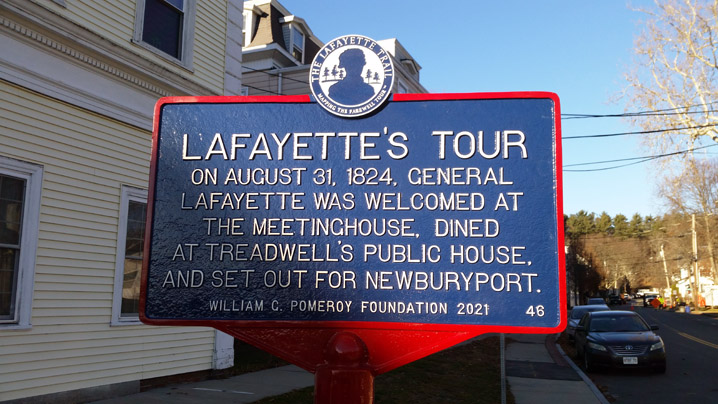 THE LAFAYETTE TRAIL
MAPPING THE FAREWELL TOUR
LAFAYETTE'S TOUR
ON AUGUST 31, 1824, GENERAL
LAFAYETTE WAS WELCOMED AT
THE MEETINGHOUSE, DINED
AT TREADWELL'S PUBLIC HOUSE,
AND SET OUT FOR NEWBURYPORT.
WILLIAM G. POMEROY FOUNDATION 2021 46